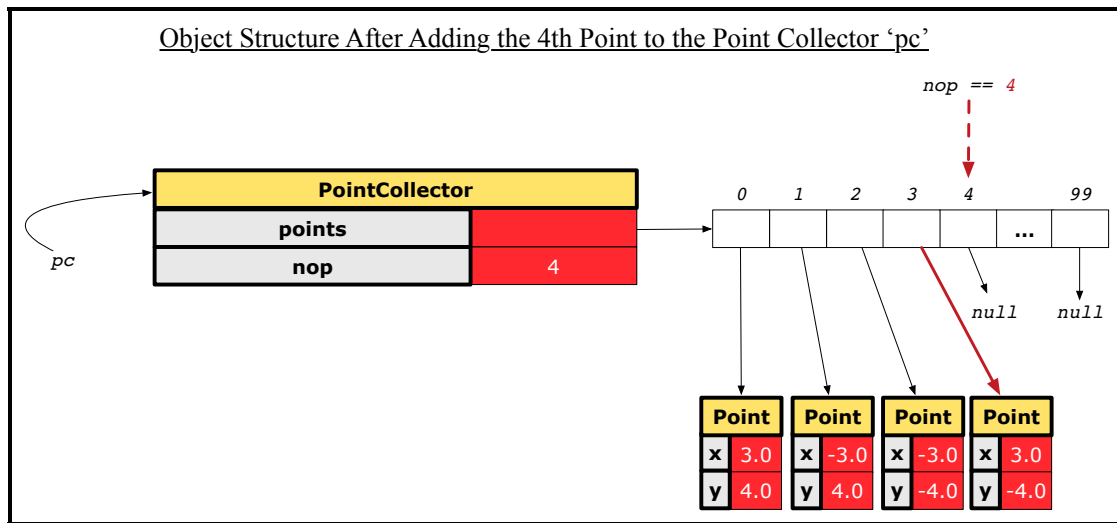 Object Structure After Adding the 4th Point to the Point Collector ‘pc’
nop == 4
PointCollector
0 1 2 3 4 99
points
...
pc
nop 4
null null
Point Point Point Point
x 3.0 x -3.0 x -3.0 x 3.0
y 4.0 y 4.0 y -4.0 y -4.0